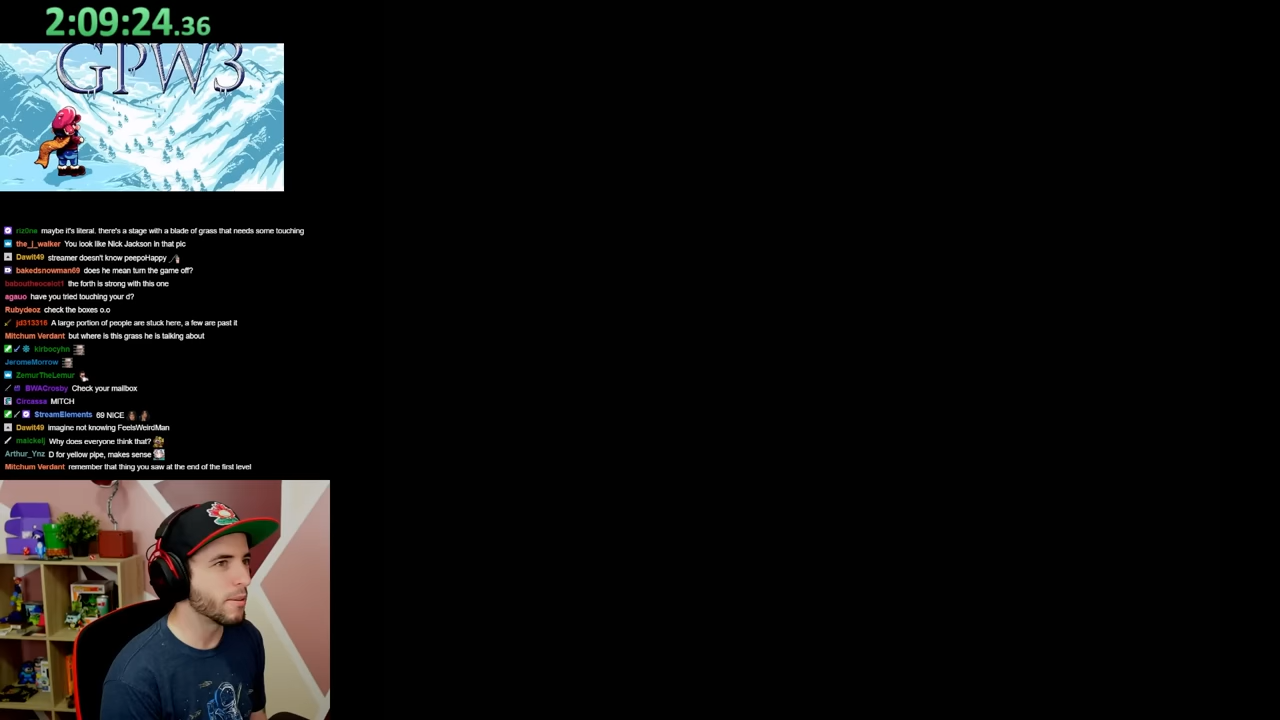 2:09:24.36
GPW3
riz0ne maybe it's literal. there's a stage with a blade of grass that needs some touching
the_j_walker You look like Nick Jackson in that pic
Dawit49 streamer doesn't know peepoHappy
bakedsnowman69 does he mean turn the game off?
baboutheocelot1 the forth is strong with this one
agauo have you tried touching your d?
Rubydeoz check the boxes o.o
jd313316 A large portion of people are stuck here, a few are past it
Mitchum Verdant but where is this grass he is talking about
kirbocyhn
JeromeMorrow
ZemurTheLemur
BWACrosby Check your mailbox
Circassa MITCH
StreamElements 69 NICE
Dawit49 imagine not knowing FeelsWeirdMan
maickelj Why does everyone think that?
Arthur_Ynz D for yellow pipe, makes sense
Mitchum Verdant remember that thing you saw at the end of the first level